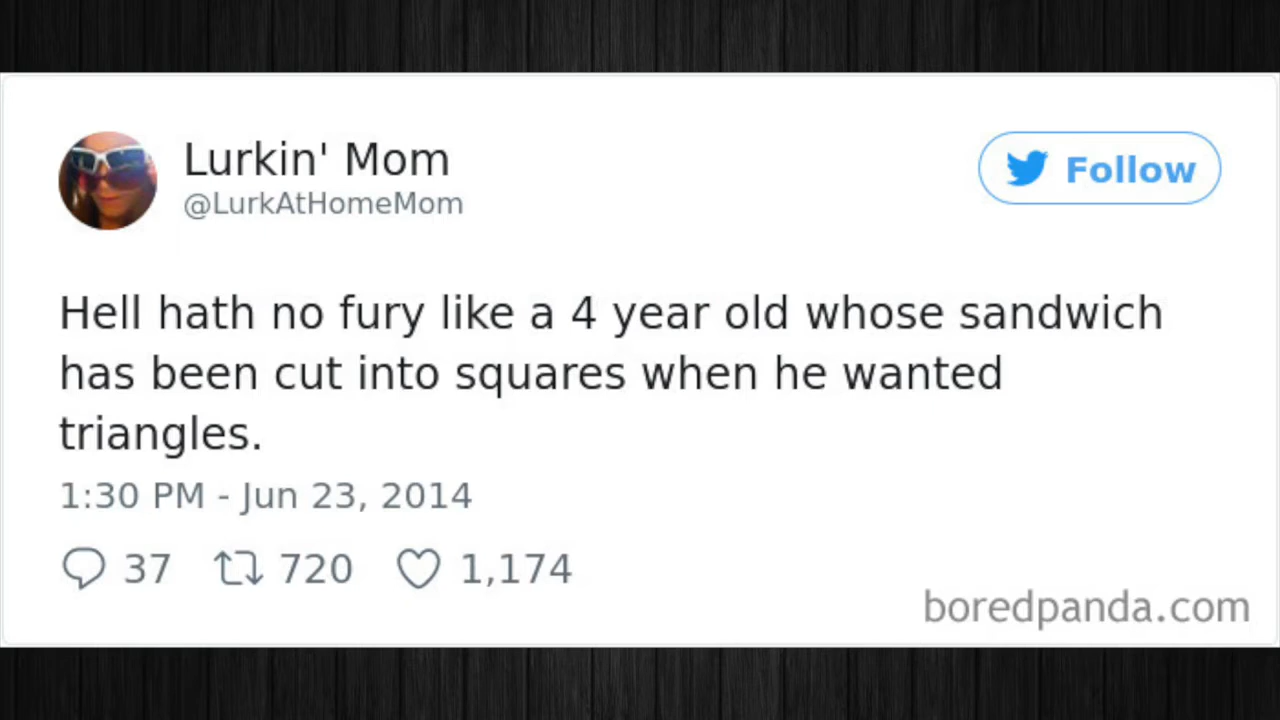 Lurkin' Mom
@LurkAtHomeMom
Follow
Hell hath no fury like a 4 year old whose sandwich
has been cut into squares when he wanted
triangles.
1:30 PM - Jun 23, 2014
37 720 1,174
boredpanda.com